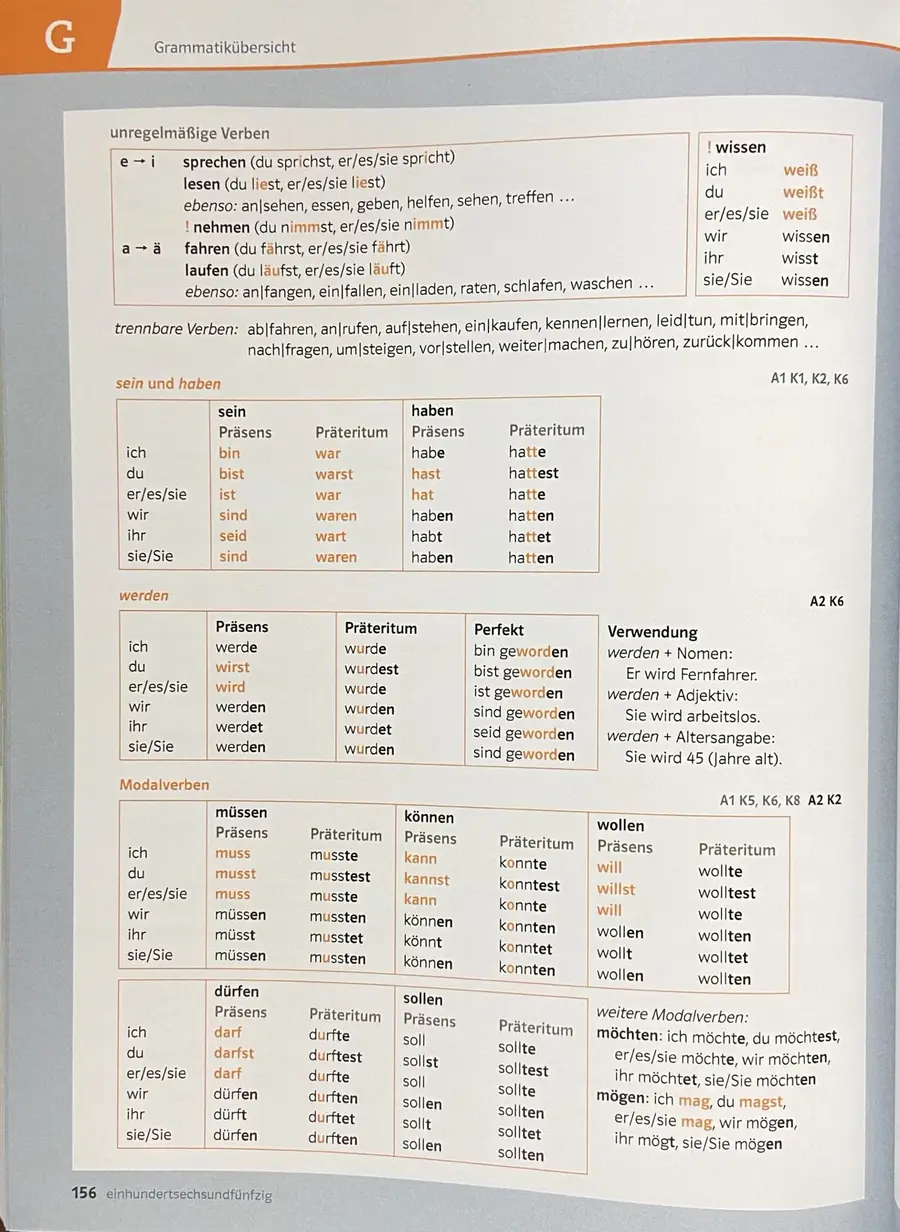 G
Grammatikübersicht
unregelmäßige Verben
e → i sprechen (du sprichst, er/es/sie spricht)
lesen (du liest, er/es/sie liest)
ebenso: an|sehen, essen, geben, helfen, sehen, treffen ...
! nehmen (du nimmst, er/es/sie nimmt)
a → ä fahren (du fährst, er/es/sie fährt)
laufen (du läufst, er/es/sie läuft)
ebenso: an|fangen, ein|fallen, ein|laden, raten, schlafen, waschen ...
! wissen
ich weiß
du weißt
er/es/sie weiß
wir wissen
ihr wisst
sie/Sie wissen
trennbare Verben: ab|fahren, an|rufen, auf|stehen, ein|kaufen, kennen|lernen, leid|tun, mit|bringen,
nach|fragen, um|steigen, vor|stellen, weiter|machen, zu|hören, zurück|kommen ...
sein und haben
A1 K1, K2, K6
sein haben
Präsens Präteritum Präsens Präteritum
ich bin war habe hatte
du bist warst hast hattest
er/es/sie ist war hat hatte
wir sind waren haben hatten
ihr seid wart habt hattet
sie/Sie sind waren haben hatten
werden
A2 K6
Präsens Präteritum Perfekt
ich werde wurde bin geworden
du wirst wurdest bist geworden
er/es/sie wird wurde ist geworden
wir werden wurden sind geworden
ihr werdet wurdet seid geworden
sie/Sie werden wurden sind geworden
Verwendung
werden + Nomen:
Er wird Fernfahrer.
werden + Adjektiv:
Sie wird arbeitslos.
werden + Altersangabe:
Sie wird 45 (Jahre alt).
Modalverben
A1 K5, K6, K8 A2 K2
müssen können wollen
Präsens Präteritum Präsens Präteritum Präsens Präteritum
ich muss musste kann konnte will wollte
du musst musstest kannst konntest willst wolltest
er/es/sie muss musste kann konnte will wollte
wir müssen mussten können konnten wollen wollten
ihr müsst musstet könnt konntet wollt wolltet
sie/Sie müssen mussten können konnten wollen wollten
dürfen sollen
Präsens Präteritum Präsens Präteritum
ich darf durfte soll sollte
du darfst durftest sollst solltest
er/es/sie darf durfte soll sollte
wir dürfen durften sollen sollten
ihr dürft durftet sollt solltet
sie/Sie dürfen durften sollen sollten
weitere Modalverben:
möchten: ich möchte, du möchtest,
er/es/sie möchte, wir möchten,
ihr möchtet, sie/Sie möchten
mögen: ich mag, du magst,
er/es/sie mag, wir mögen,
ihr mögt, sie/Sie mögen
156 einhundertsechsundfünfzig